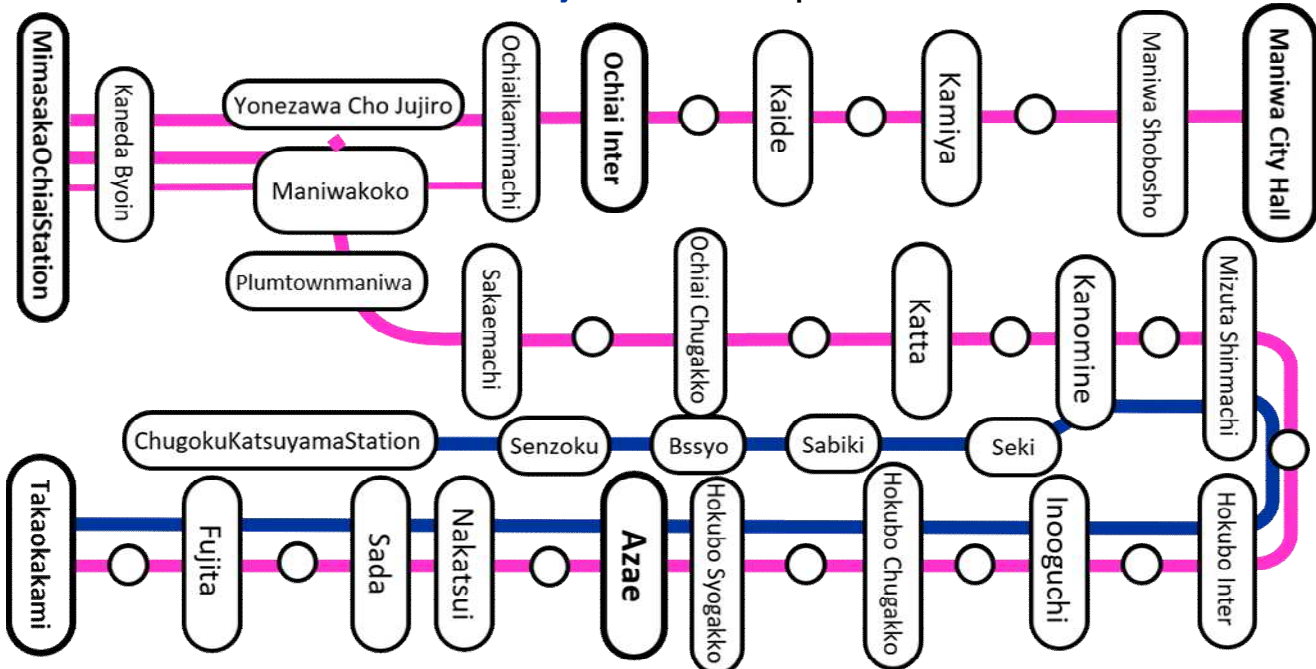 MimasakaOchiaiStation
Kaneda Byoin
Yonezawa Cho Jujiro
Maniwakoko
Ochiaikamimachi
Ochiai Inter
Kaide
Kamiya
Maniwa Shobosho
Maniwa City Hall
Plumtownmaniwa
Sakaemachi
Ochiai Chugakko
Katta
Kanomine
Mizuta Shinmachi
ChugokuKatsuyamaStation
Senzoku
Bssyo
Sabiki
Seki
Takaokakami
Fujita
Sada
Nakatsui
Azae
Hokubo Syogakko
Hokubo Chugakko
Inooguchi
Hokubo Inter